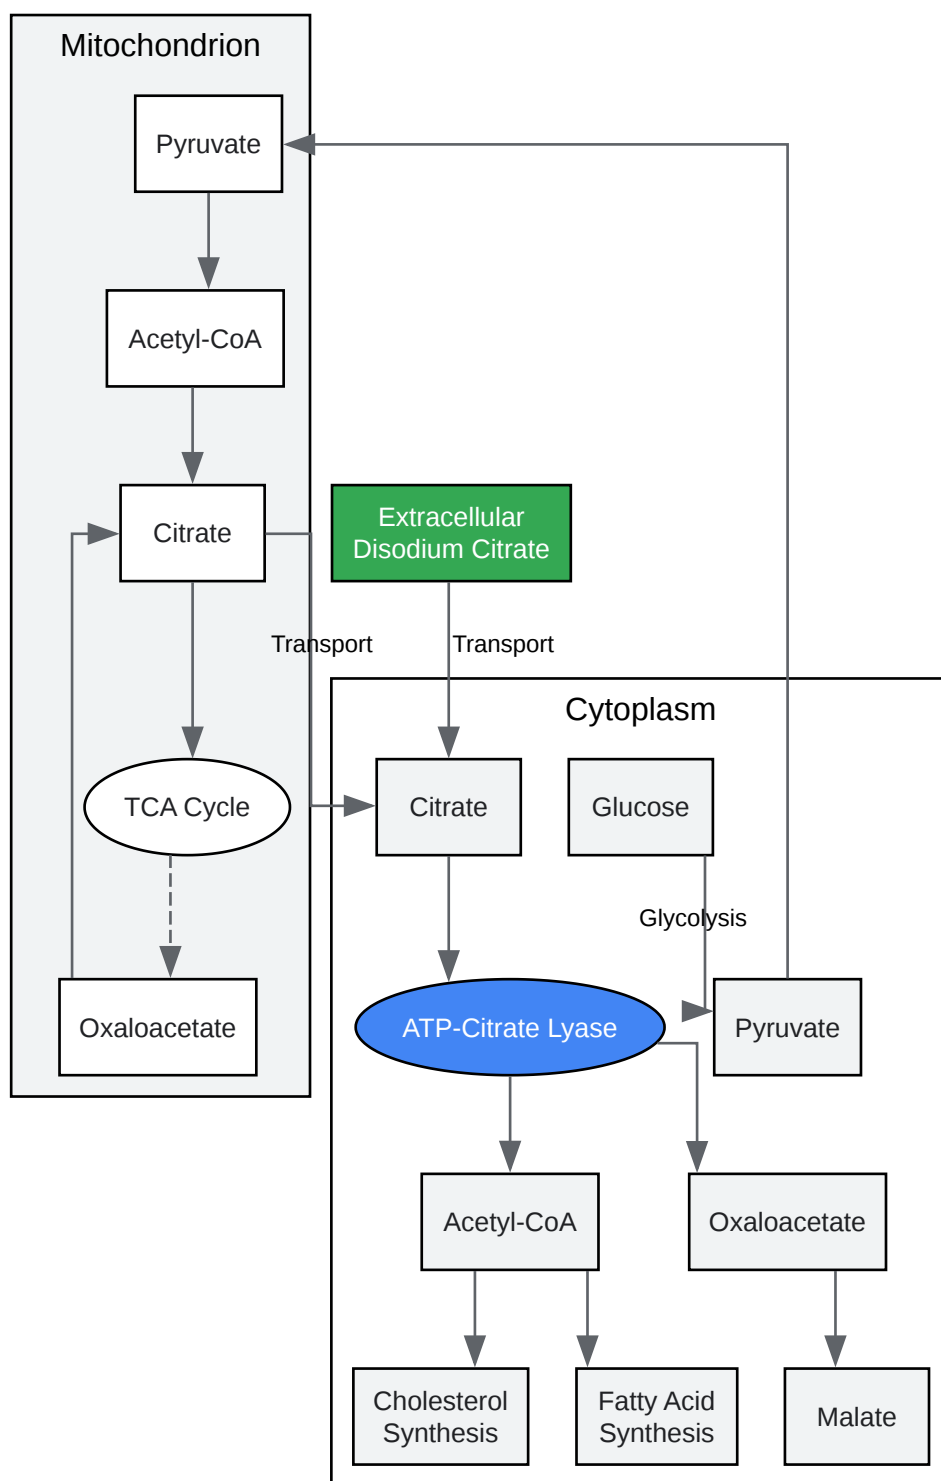 Mitochondrion
Pyruvate
Acetyl-CoA
Citrate
Extracellular
Disodium Citrate
Transport
Transport
Cytoplasm
TCA Cycle
Citrate
Glucose
Glycolysis
Oxaloacetate
ATP-Citrate Lyase
Pyruvate
Acetyl-CoA
Oxaloacetate
Cholesterol
Synthesis
Fatty Acid
Synthesis
Malate